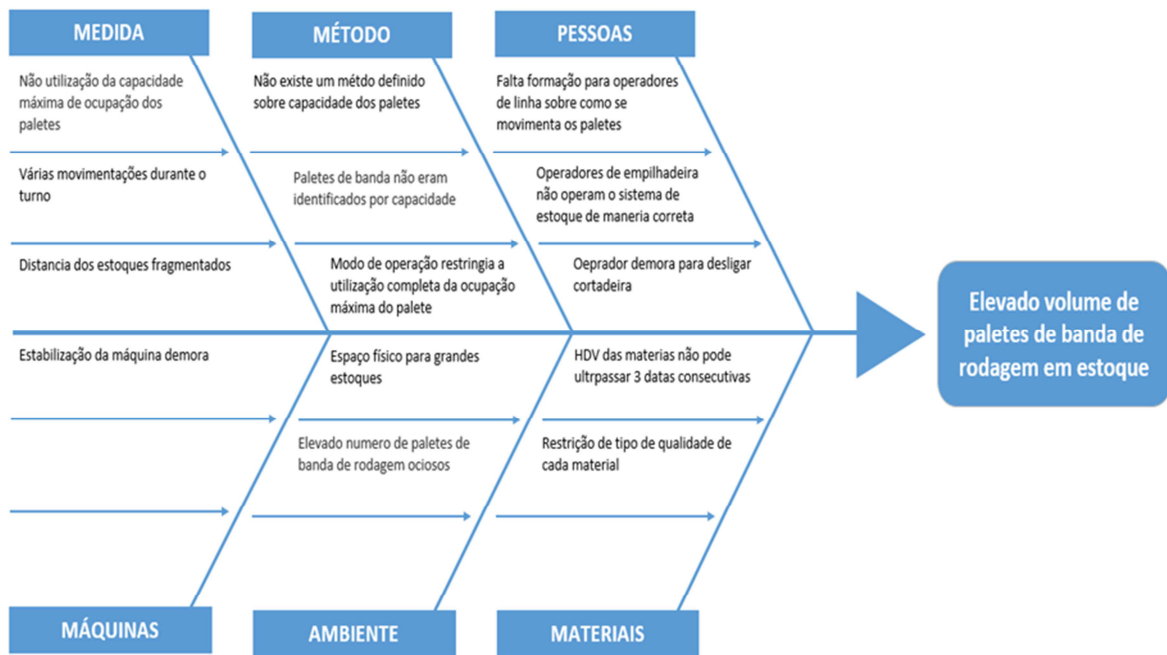 MEDIDA
Não utilização da capacidade
máxima de ocupação dos
paletes
Várias movimentações durante o
turno
Distancia dos estoques fragmentados
MÉTODO
Não existe um métdo definido
sobre capacidade dos paletes
Paletes de banda não eram
identificados por capacidade
Modo de operação restringia a
utilização completa da ocupação
máxima do palete
PESSOAS
Falta formação para operadores
de linha sobre como se
movimenta os paletes
Operadores de empilhadeira
não operam o sistema de
estoque de maneria correta
Oeprador demora para desligar
cortadeira
Elevado volume de
paletes de banda de
rodagem em estoque
Estabilização da máquina demora
MÁQUINAS
Espaço físico para grandes
estoques
Elevado numero de paletes de
banda de rodagem ociosos
AMBIENTE
HDV das materias não pode
ultrpassar 3 datas consecutivas
Restrição de tipo de qualidade de
cada material
MATERIAIS